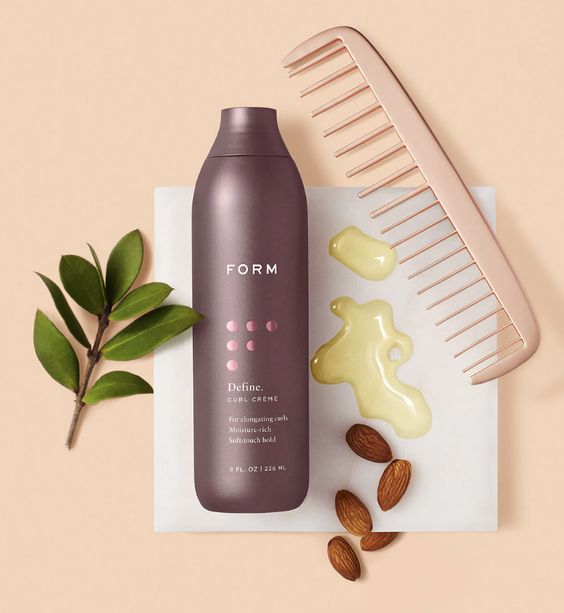 FORM
Define.
CURL CREME
For elongating curls
Moisture-rich
Soft-touch hold
8 FL. OZ | 236 ML